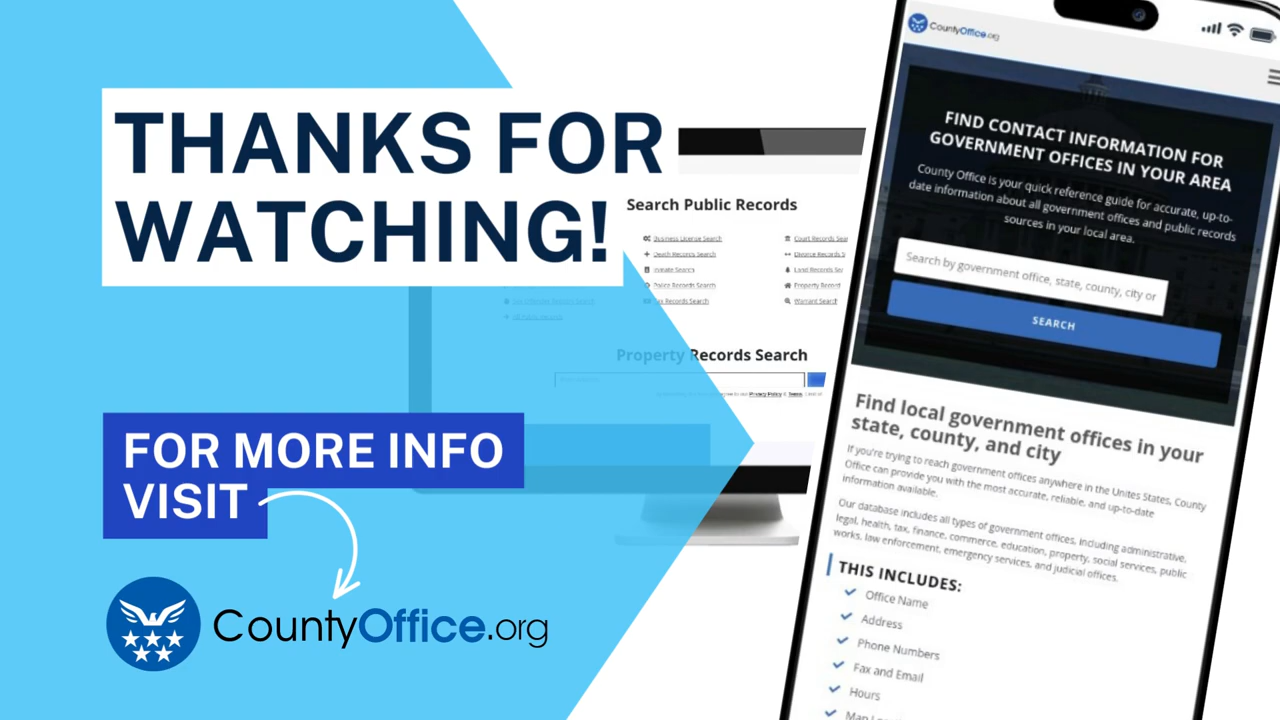 THANKS FOR
WATCHING!
FOR MORE INFO
VISIT
CountyOffice.org
Search Public Records
Business License Search
Death Records Search
Inmate Search
Police Records Search
Tax Records Search
Court Records Sear
Divorce Records S
Land Records Sea
Property Record
Warrant Search
Property Records Search
Privacy Policy & Terms
CountyOffice.org
FIND CONTACT INFORMATION FOR
GOVERNMENT OFFICES IN YOUR AREA
County Office is your quick reference guide for accurate, up-to-
date information about all government offices and public records
sources in your local area.
Search by government office, state, county, city or
SEARCH
Find local government offices in your
state, county, and city
If you're trying to reach government offices anywhere in the Unites States, County
Office can provide you with the most accurate, reliable, and up-to-date
information available.
Our database includes all types of government offices, including administrative,
legal, health, tax, finance, commerce, education, property, social services, public
works, law enforcement, emergency services, and judicial offices.
THIS INCLUDES:
Office Name
Address
Phone Numbers
Fax and Email
Hours